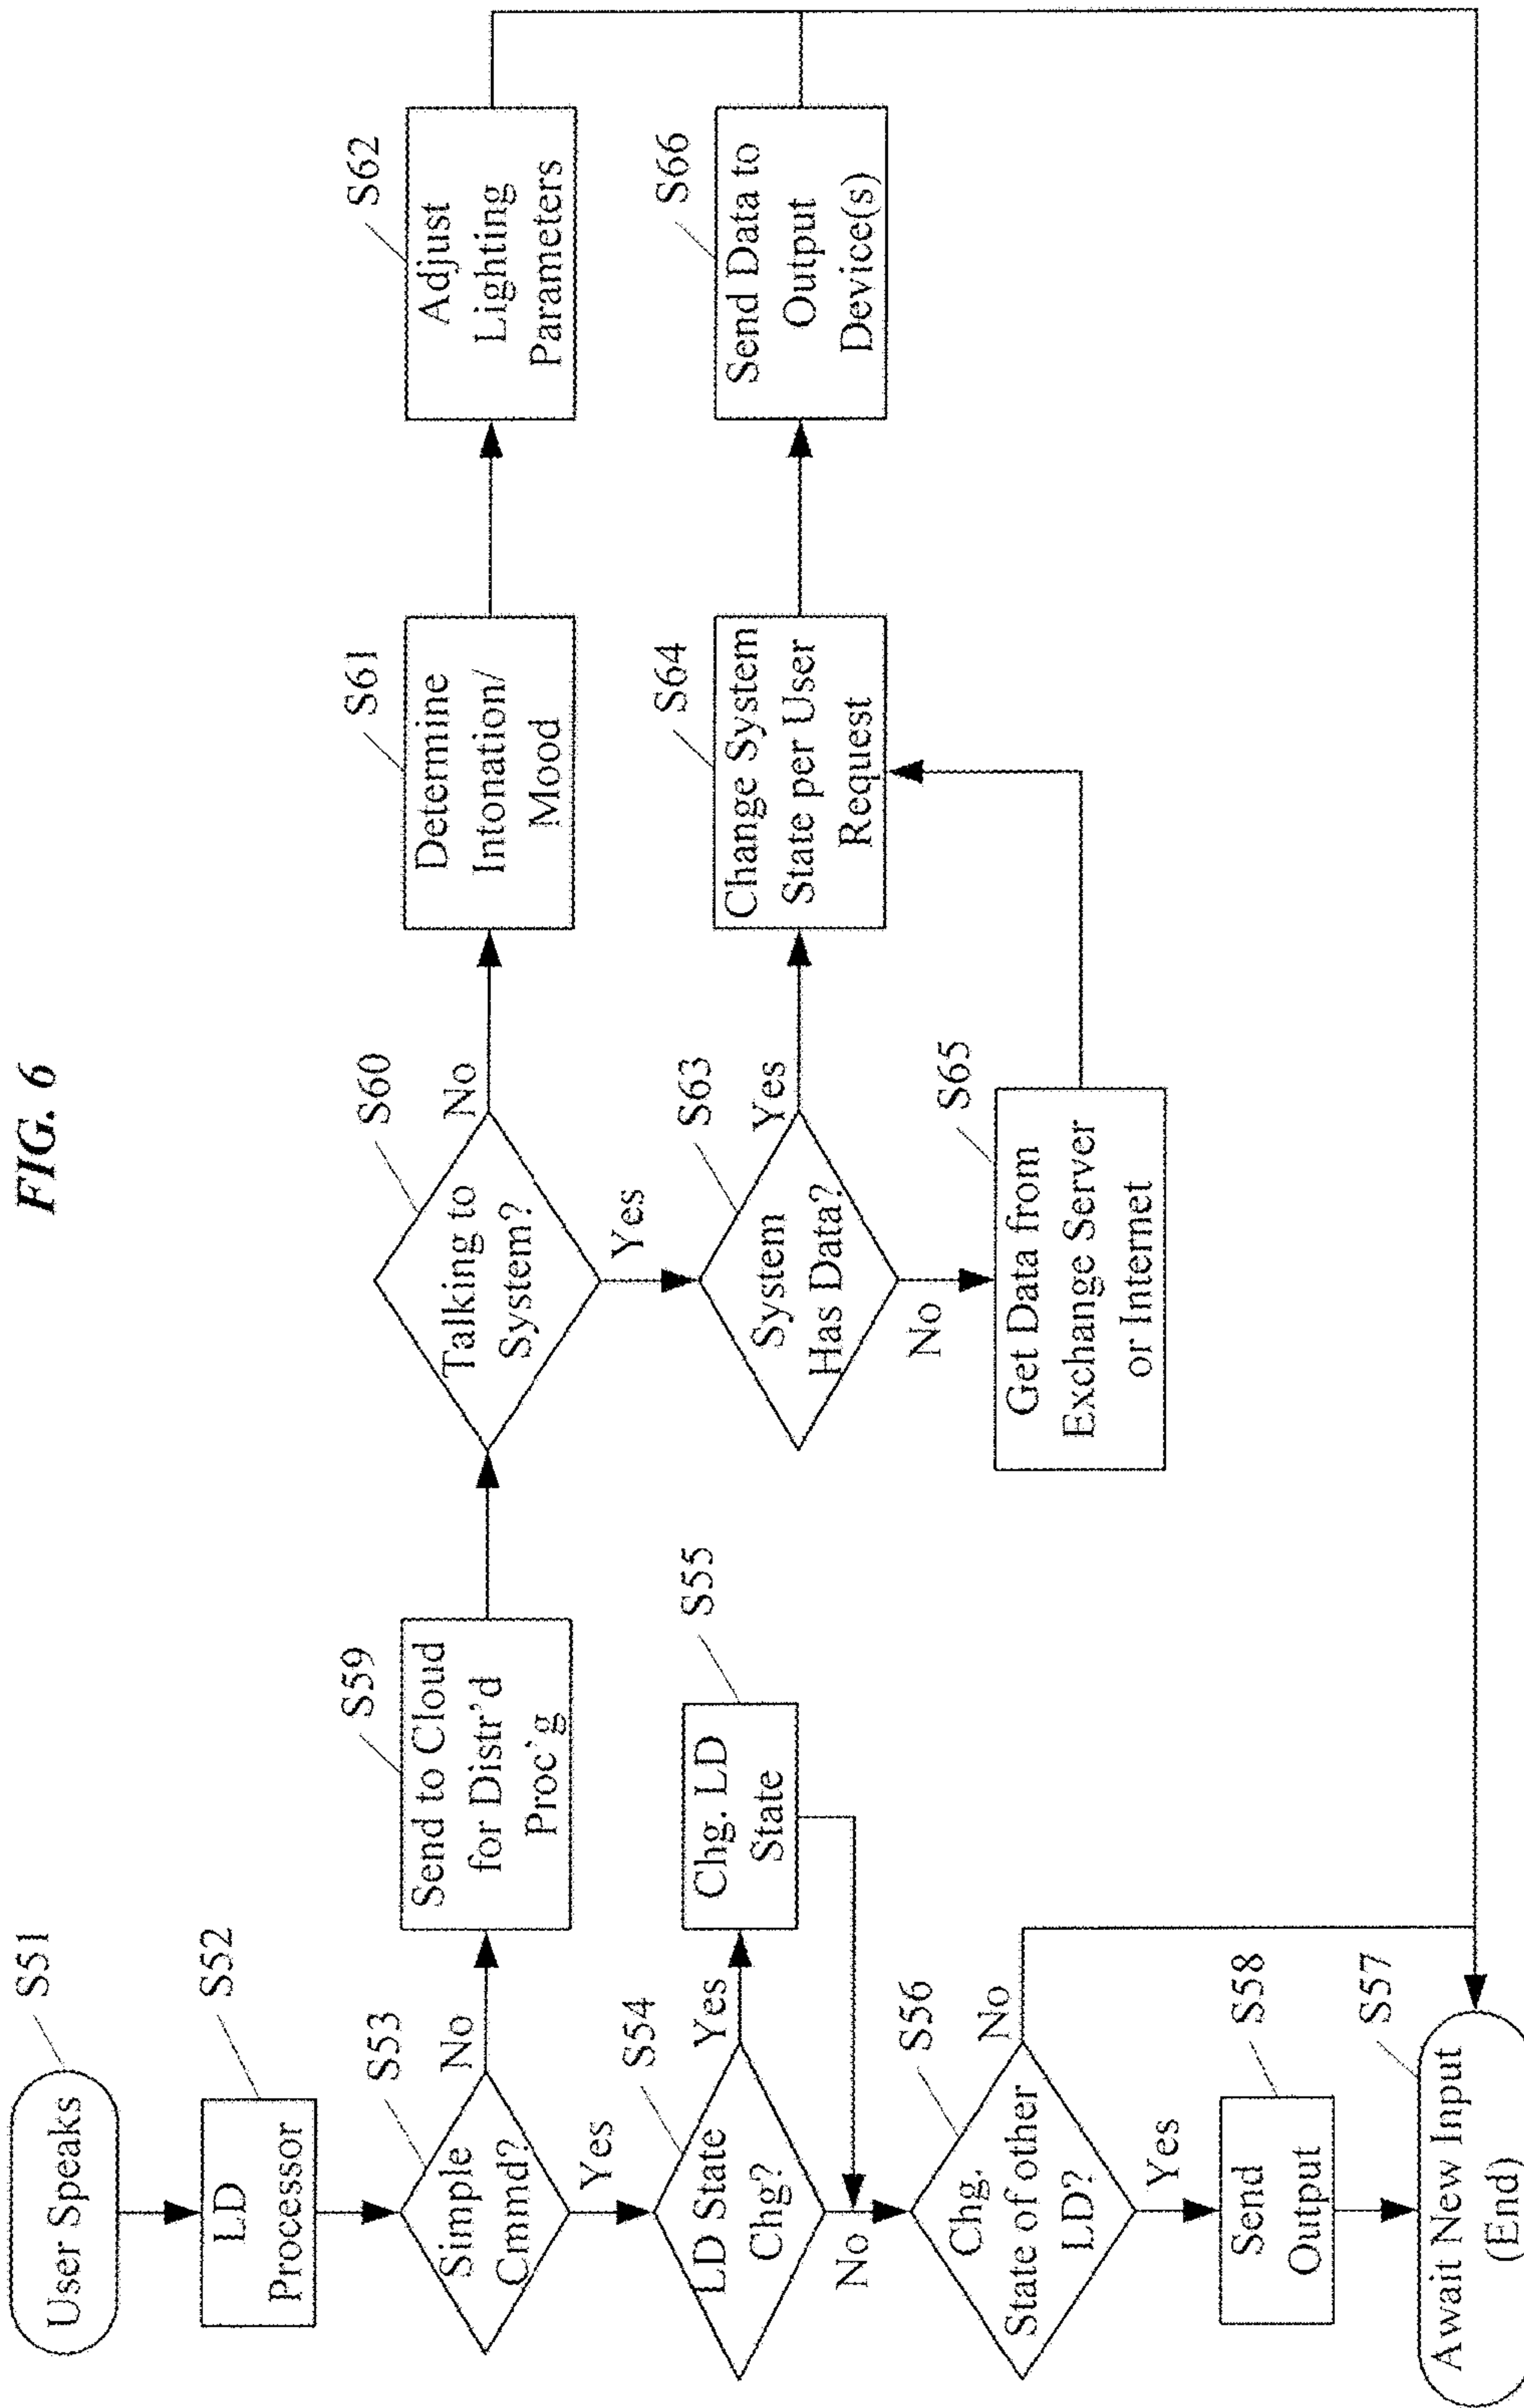 FIG. 6
S51
User Speaks
S52
LD
Processor
S53
Simple
Cmmd?
No
Yes
S59
Send to Cloud
for Distr'd
Proc'g
S60
Talking to
System?
No
Yes
S61
Determine
Intonation/
Mood
S62
Adjust
Lighting
Parameters
S54
LD State
Chg?
Yes
No
S55
Chg. LD
State
S63
System
Has Data?
Yes
No
S64
Change System
State per User
Request
S66
Send Data to
Output
Device(s)
S65
Get Data from
Exchange Server
or Internet
S56
Chg.
State of other
LD?
No
Yes
S58
Send
Output
S57
Await New Input
(End)